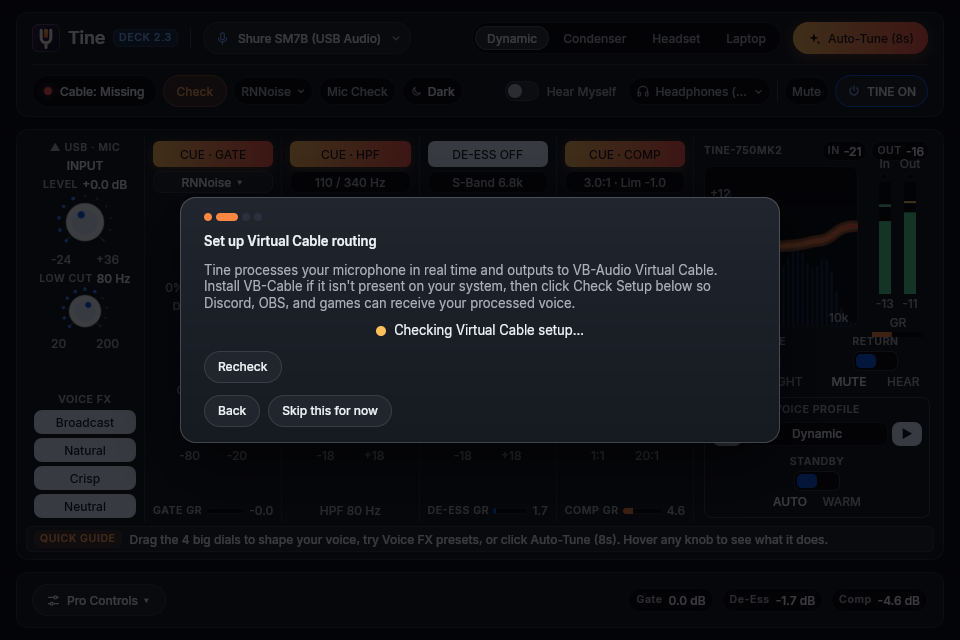 Tine DECK 2.3 Shure SM7B (USB Audio) Dynamic Condenser Headset Laptop Auto-Tune (8s)
Cable: Missing Check RNNoise Mic Check Dark Hear Myself Headphones (... Mute TINE ON
USB · MIC
INPUT
LEVEL +0.0 dB
-24 +36
LOW CUT 80 Hz
20 200
VOICE FX
Broadcast
Natural
Crisp
Neutral
CUE · GATE CUE · HPF DE-ESS OFF CUE · COMP
RNNoise 110 / 340 Hz S-Band 6.8k 3.0:1 · Lim -1.0
TINE-750MK2 IN -21 OUT -16
In Out
+12
10k
-13 -11
GR
RETURN
MUTE HEAR
Set up Virtual Cable routing
Tine processes your microphone in real time and outputs to VB-Audio Virtual Cable.
Install VB-Cable if it isn't present on your system, then click Check Setup below so
Discord, OBS, and games can receive your processed voice.
Checking Virtual Cable setup...
Recheck
Back Skip this for now
-80 -20 -18 +18 -18 +18 1:1 20:1
GATE GR -0.0 HPF 80 Hz DE-ESS GR 1.7 COMP GR 4.6
VOICE PROFILE
Dynamic
STANDBY
AUTO WARM
QUICK GUIDE Drag the 4 big dials to shape your voice, try Voice FX presets, or click Auto-Tune (8s). Hover any knob to see what it does.
Pro Controls Gate 0.0 dB De-Ess -1.7 dB Comp -4.6 dB